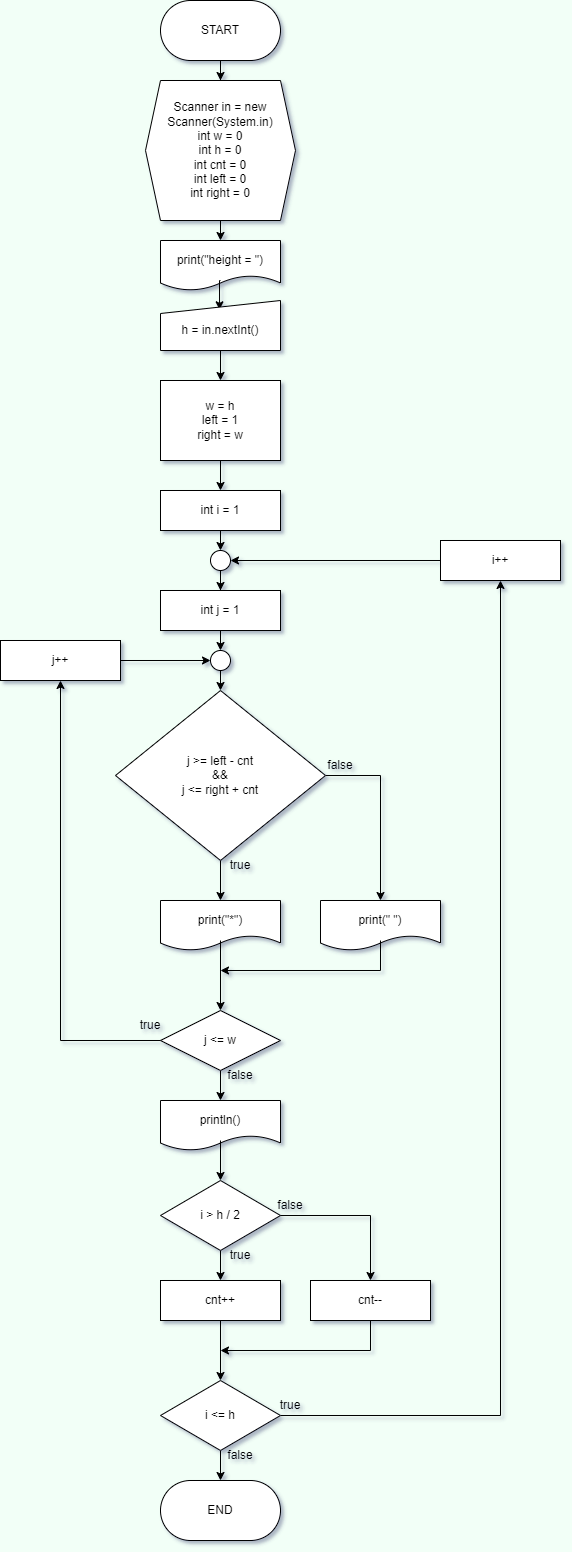 START
Scanner in = new
Scanner(System.in)
int w = 0
int h = 0
int cnt = 0
int left = 0
int right = 0
print("height = ")
h = in.nextInt()
w = h
left = 1
right = w
int i = 1
i++
int j = 1
j++
j >= left - cnt
&&
j <= right + cnt
false
true
print("*")
print(" ")
true
j <= w
false
println()
i > h / 2
false
true
cnt++
cnt--
i <= h
true
false
END